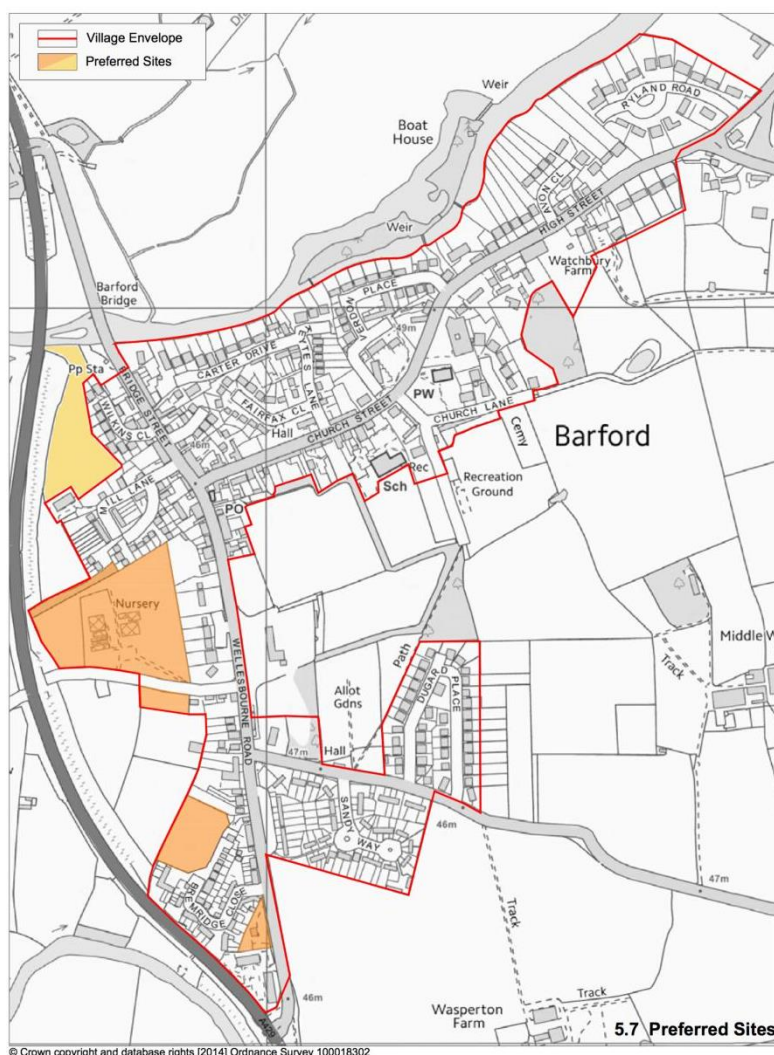 Village Envelope
Preferred Sites
Weir
RYLAND ROAD
Boat
House
AVON CL
HIGH STREET
Weir
Watchbury
Farm
Barford
Bridge
PLACE
VERDON
49m
Pp Sta
CARTER DRIVE
KEYTES LANE
BRIDGE STREET
WILKINS CL
FAIRFAX CL
PW
CHURCH LANE
Hall
CHURCH STREET
46m
Cemy
Barford
Rec
MILL LANE
Sch
Recreation
Ground
PO
Nursery
Middle W
Track
WELLESBOURNE ROAD
Path
DUGARD
PLACE
Allot
Gdns
47m
Hall
SANDY WAY
46m
47m
BREMRIDGE CLOSE
Track
46m
Track
Wasperton
Farm
A429
5.7 Preferred Sites
© Crown copyright and database rights [2014] Ordnance Survey 100018302